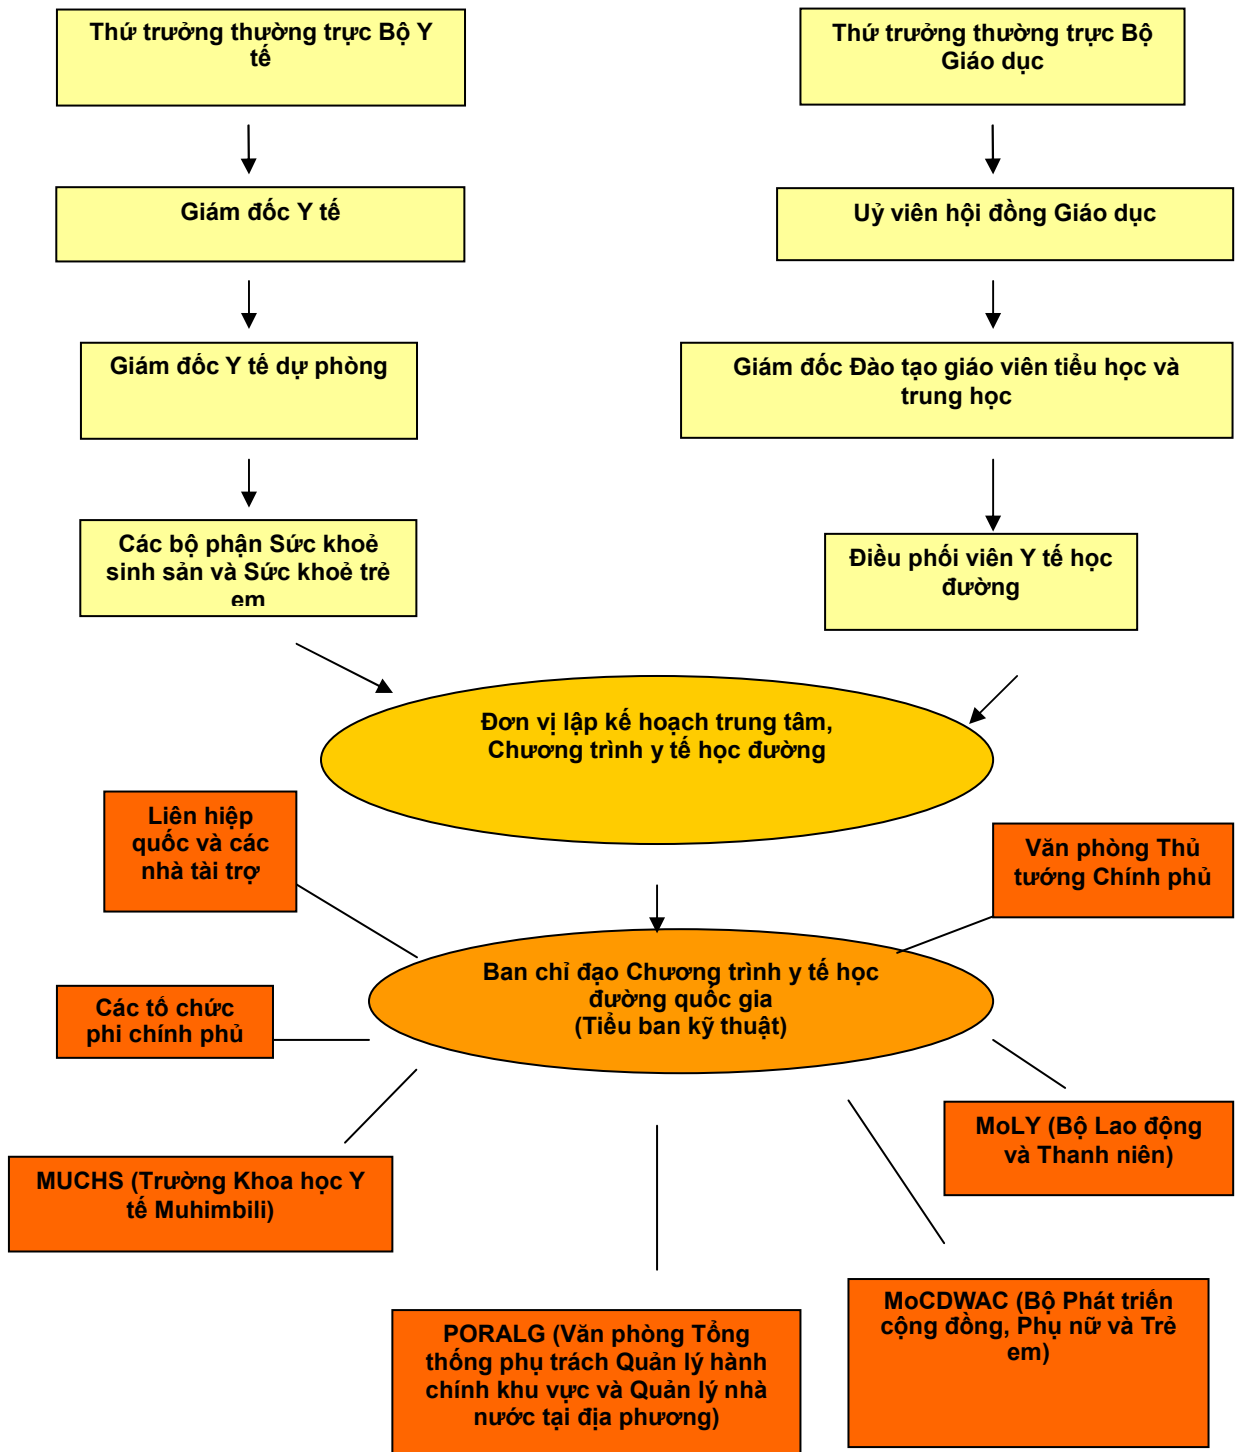 Thứ trưởng thường trực Bộ Y
tế
Thứ trưởng thường trực Bộ
Giáo dục
Giám đốc Y tế
Uỷ viên hội đồng Giáo dục
Giám đốc Y tế dự phòng
Giám đốc Đào tạo giáo viên tiểu học và
trung học
Các bộ phận Sức khoẻ
sinh sản và Sức khoẻ trẻ
em
Điều phối viên Y tế học
đường
Đơn vị lập kế hoạch trung tâm,
Chương trình y tế học đường
Liên hiệp
quốc và các
nhà tài trợ
Văn phòng Thủ
tướng Chính phủ
Ban chỉ đạo Chương trình y tế học
đường quốc gia
(Tiểu ban kỹ thuật)
Các tổ chức
phi chính phủ
MoLY (Bộ Lao động
và Thanh niên)
MUCHS (Trường Khoa học Y
tế Muhimbili)
MoCDWAC (Bộ Phát triển
cộng đồng, Phụ nữ và Trẻ
em)
PORALG (Văn phòng Tổng
thống phụ trách Quản lý hành
chính khu vực và Quản lý nhà
nước tại địa phương)